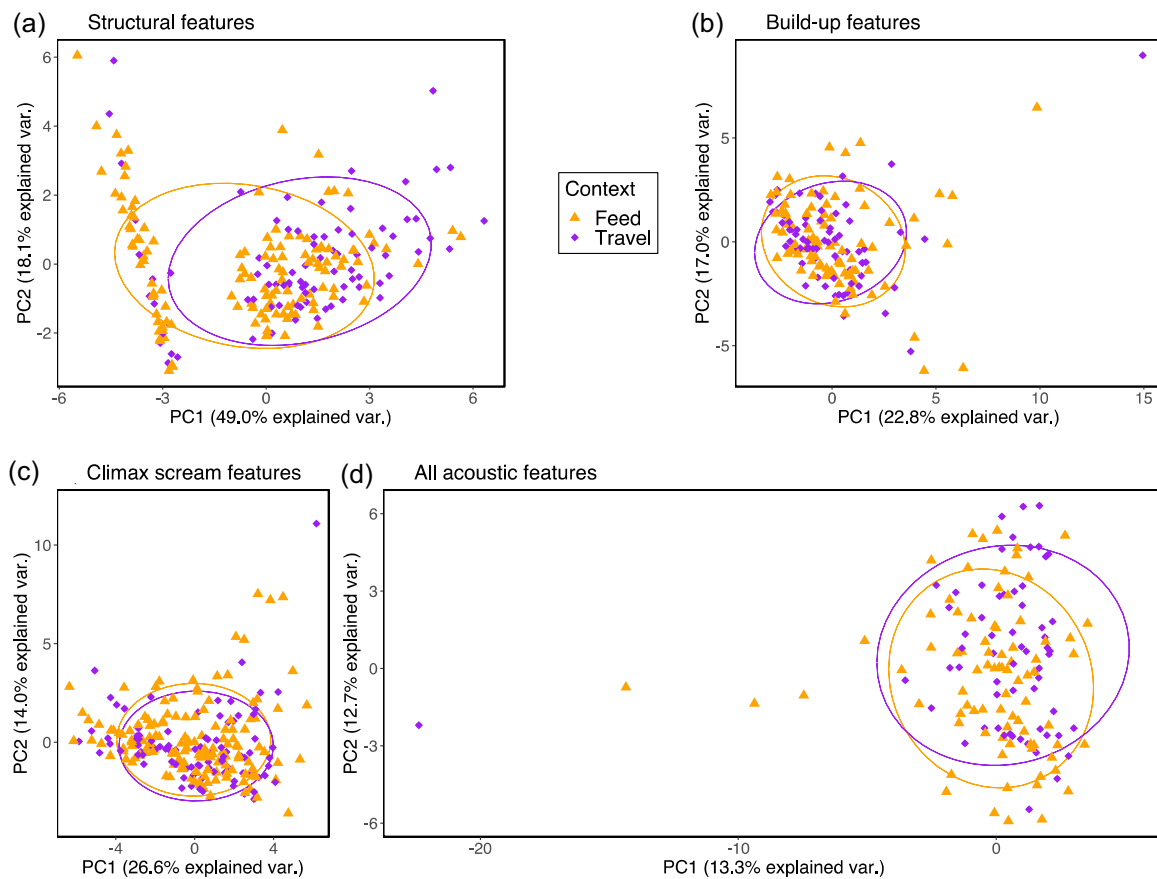 (a) Structural features
6
4
2
0
-2
PC2 (18.1% explained var.)
-6 -3 0 3 6
PC1 (49.0% explained var.)
Context
Feed
Travel
(b) Build-up features
5
0
-5
PC2 (17.0% explained var.)
0 5 10 15
PC1 (22.8% explained var.)
(c) Climax scream features
10
5
0
PC2 (14.0% explained var.)
-4 0 4
PC1 (26.6% explained var.)
(d) All acoustic features
6
3
0
-3
-6
PC2 (12.7% explained var.)
-20 -10 0
PC1 (13.3% explained var.)